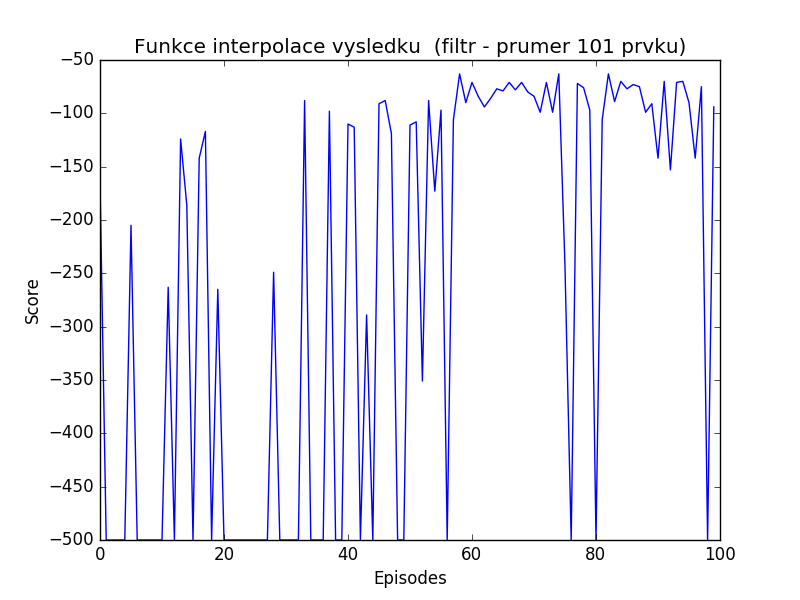 Funkce interpolace vysledku  (filtr - prumer 101 prvku)
−50
−100
−150
−200
−250
−300
−350
−400
−450
−500
Score
0 20 40 60 80 100
Episodes